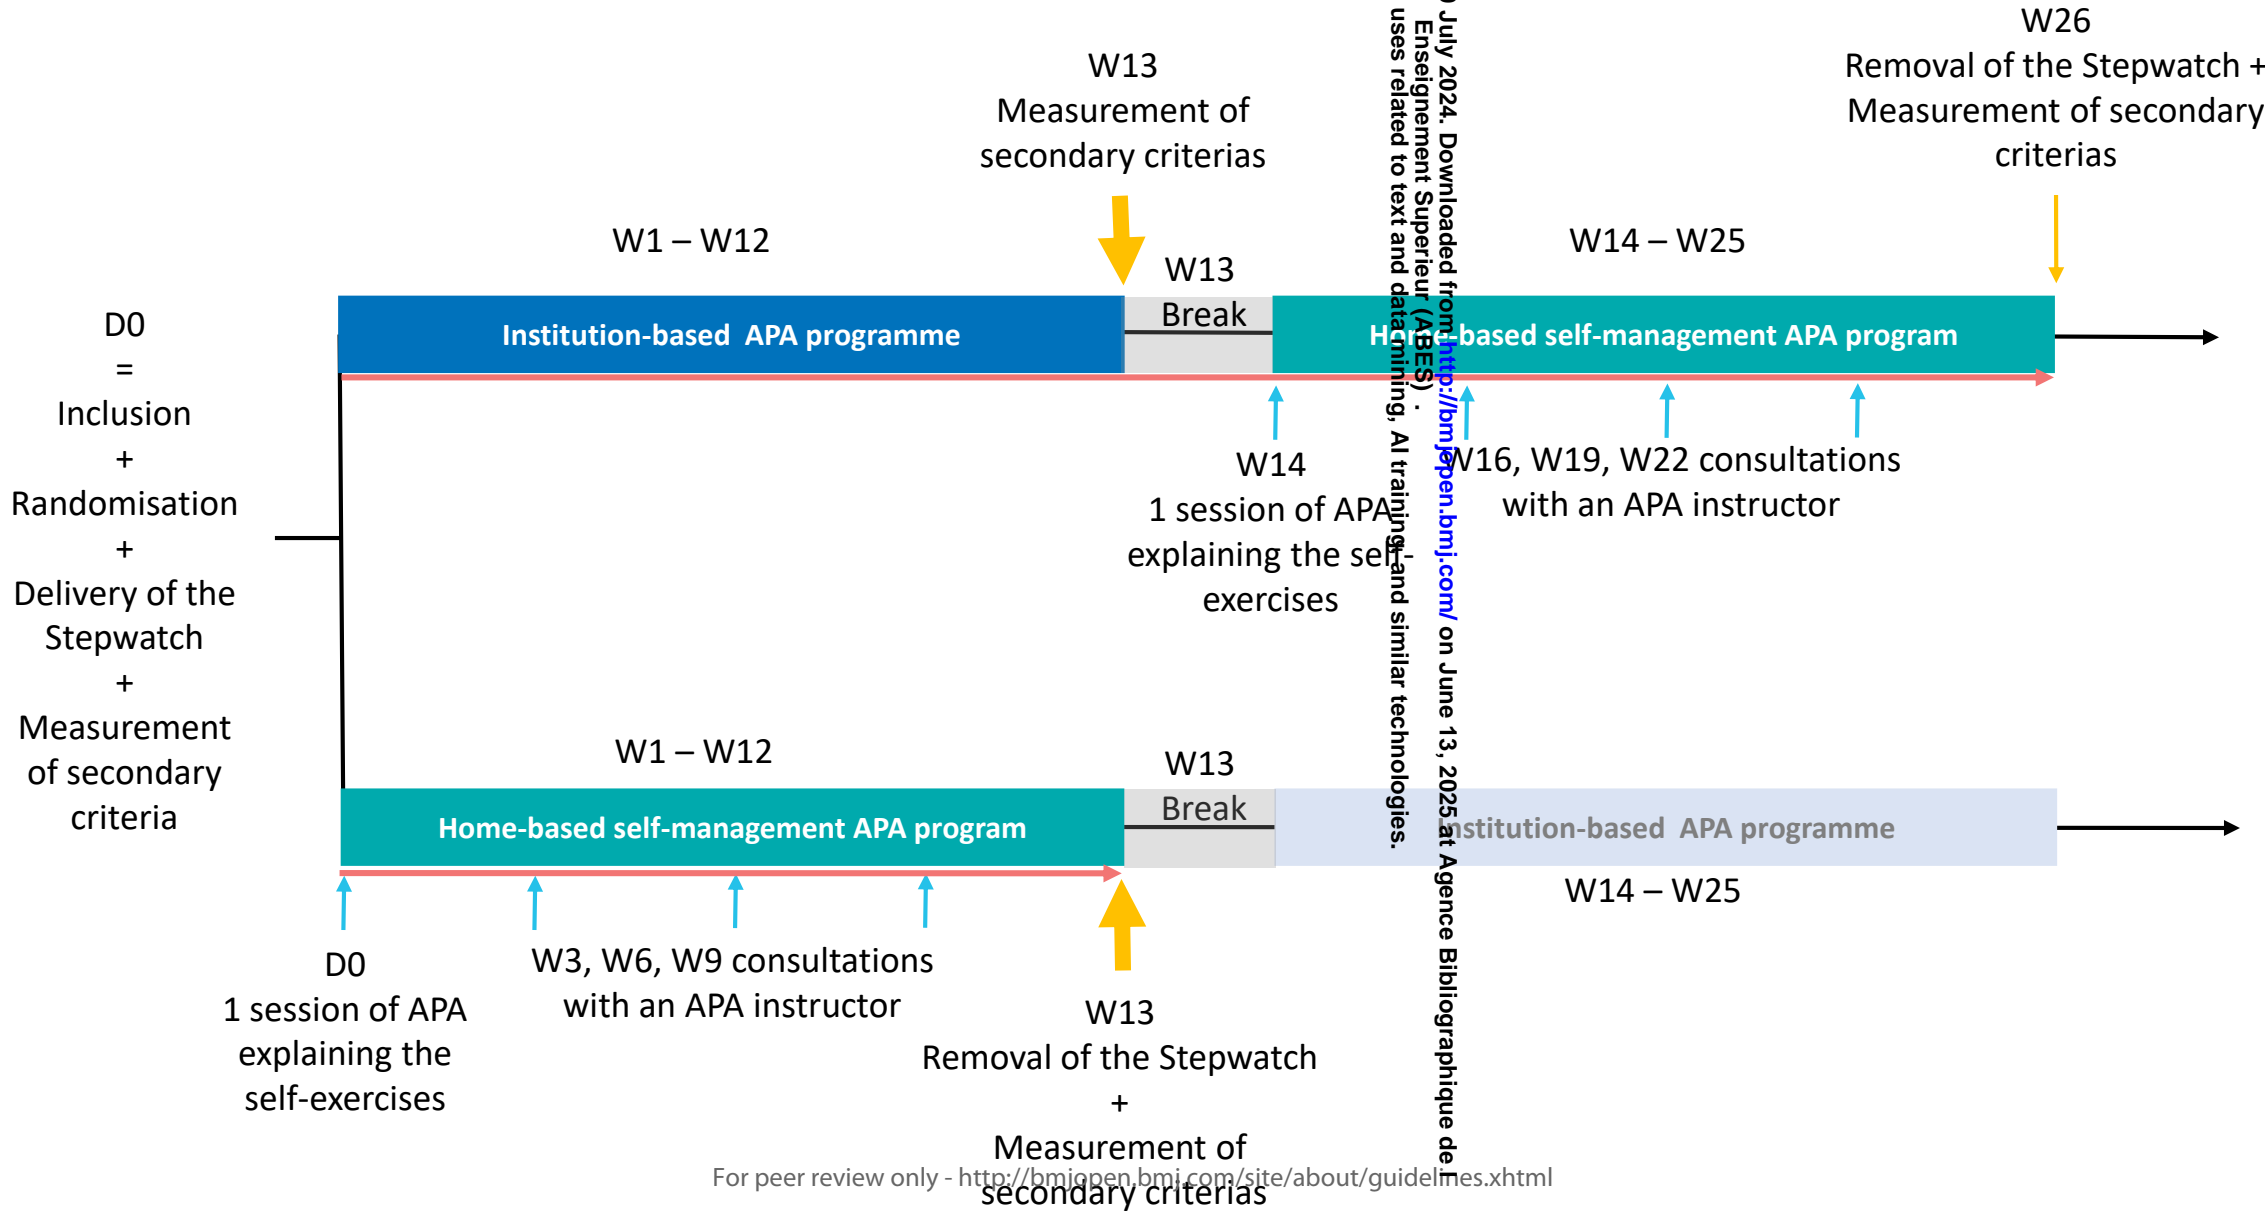 W26
Removal of the Stepwatch +
Measurement of secondary
criterias
W13
Measurement of
secondary criterias
W1 – W12
W13
Break
W14 – W25
Institution-based APA programme
Home-based self-management APA program
D0
=
Inclusion
+
Randomisation
+
Delivery of the
Stepwatch
+
Measurement
of secondary
criteria
W14
1 session of APA
explaining the self-
exercises
W16, W19, W22 consultations
with an APA instructor
W1 – W12
W13
Break
Home-based self-management APA program
Institution-based APA programme
W14 – W25
D0
1 session of APA
explaining the
self-exercises
W3, W6, W9 consultations
with an APA instructor
W13
Removal of the Stepwatch
+
Measurement of
secondary criterias
For peer review only - http://bmjopen.bmj.com/site/about/guidelines.xhtml
July 2024. Downloaded from http://bmjopen.bmj.com/ on June 13, 2025 at Agence Bibliographique de l
Enseignement Superieur (ABES) .
uses related to text and data mining, AI training, and similar technologies.